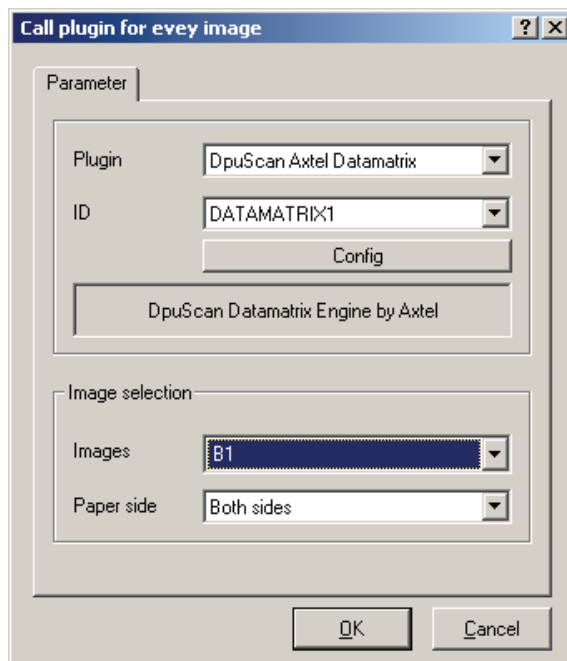 Call plugin for evey image
Parameter
Plugin DpuScan Axtel Datamatrix
ID DATAMATRIX1
Config
DpuScan Datamatrix Engine by Axtel
Image selection
Images B1
Paper side Both sides
OK Cancel